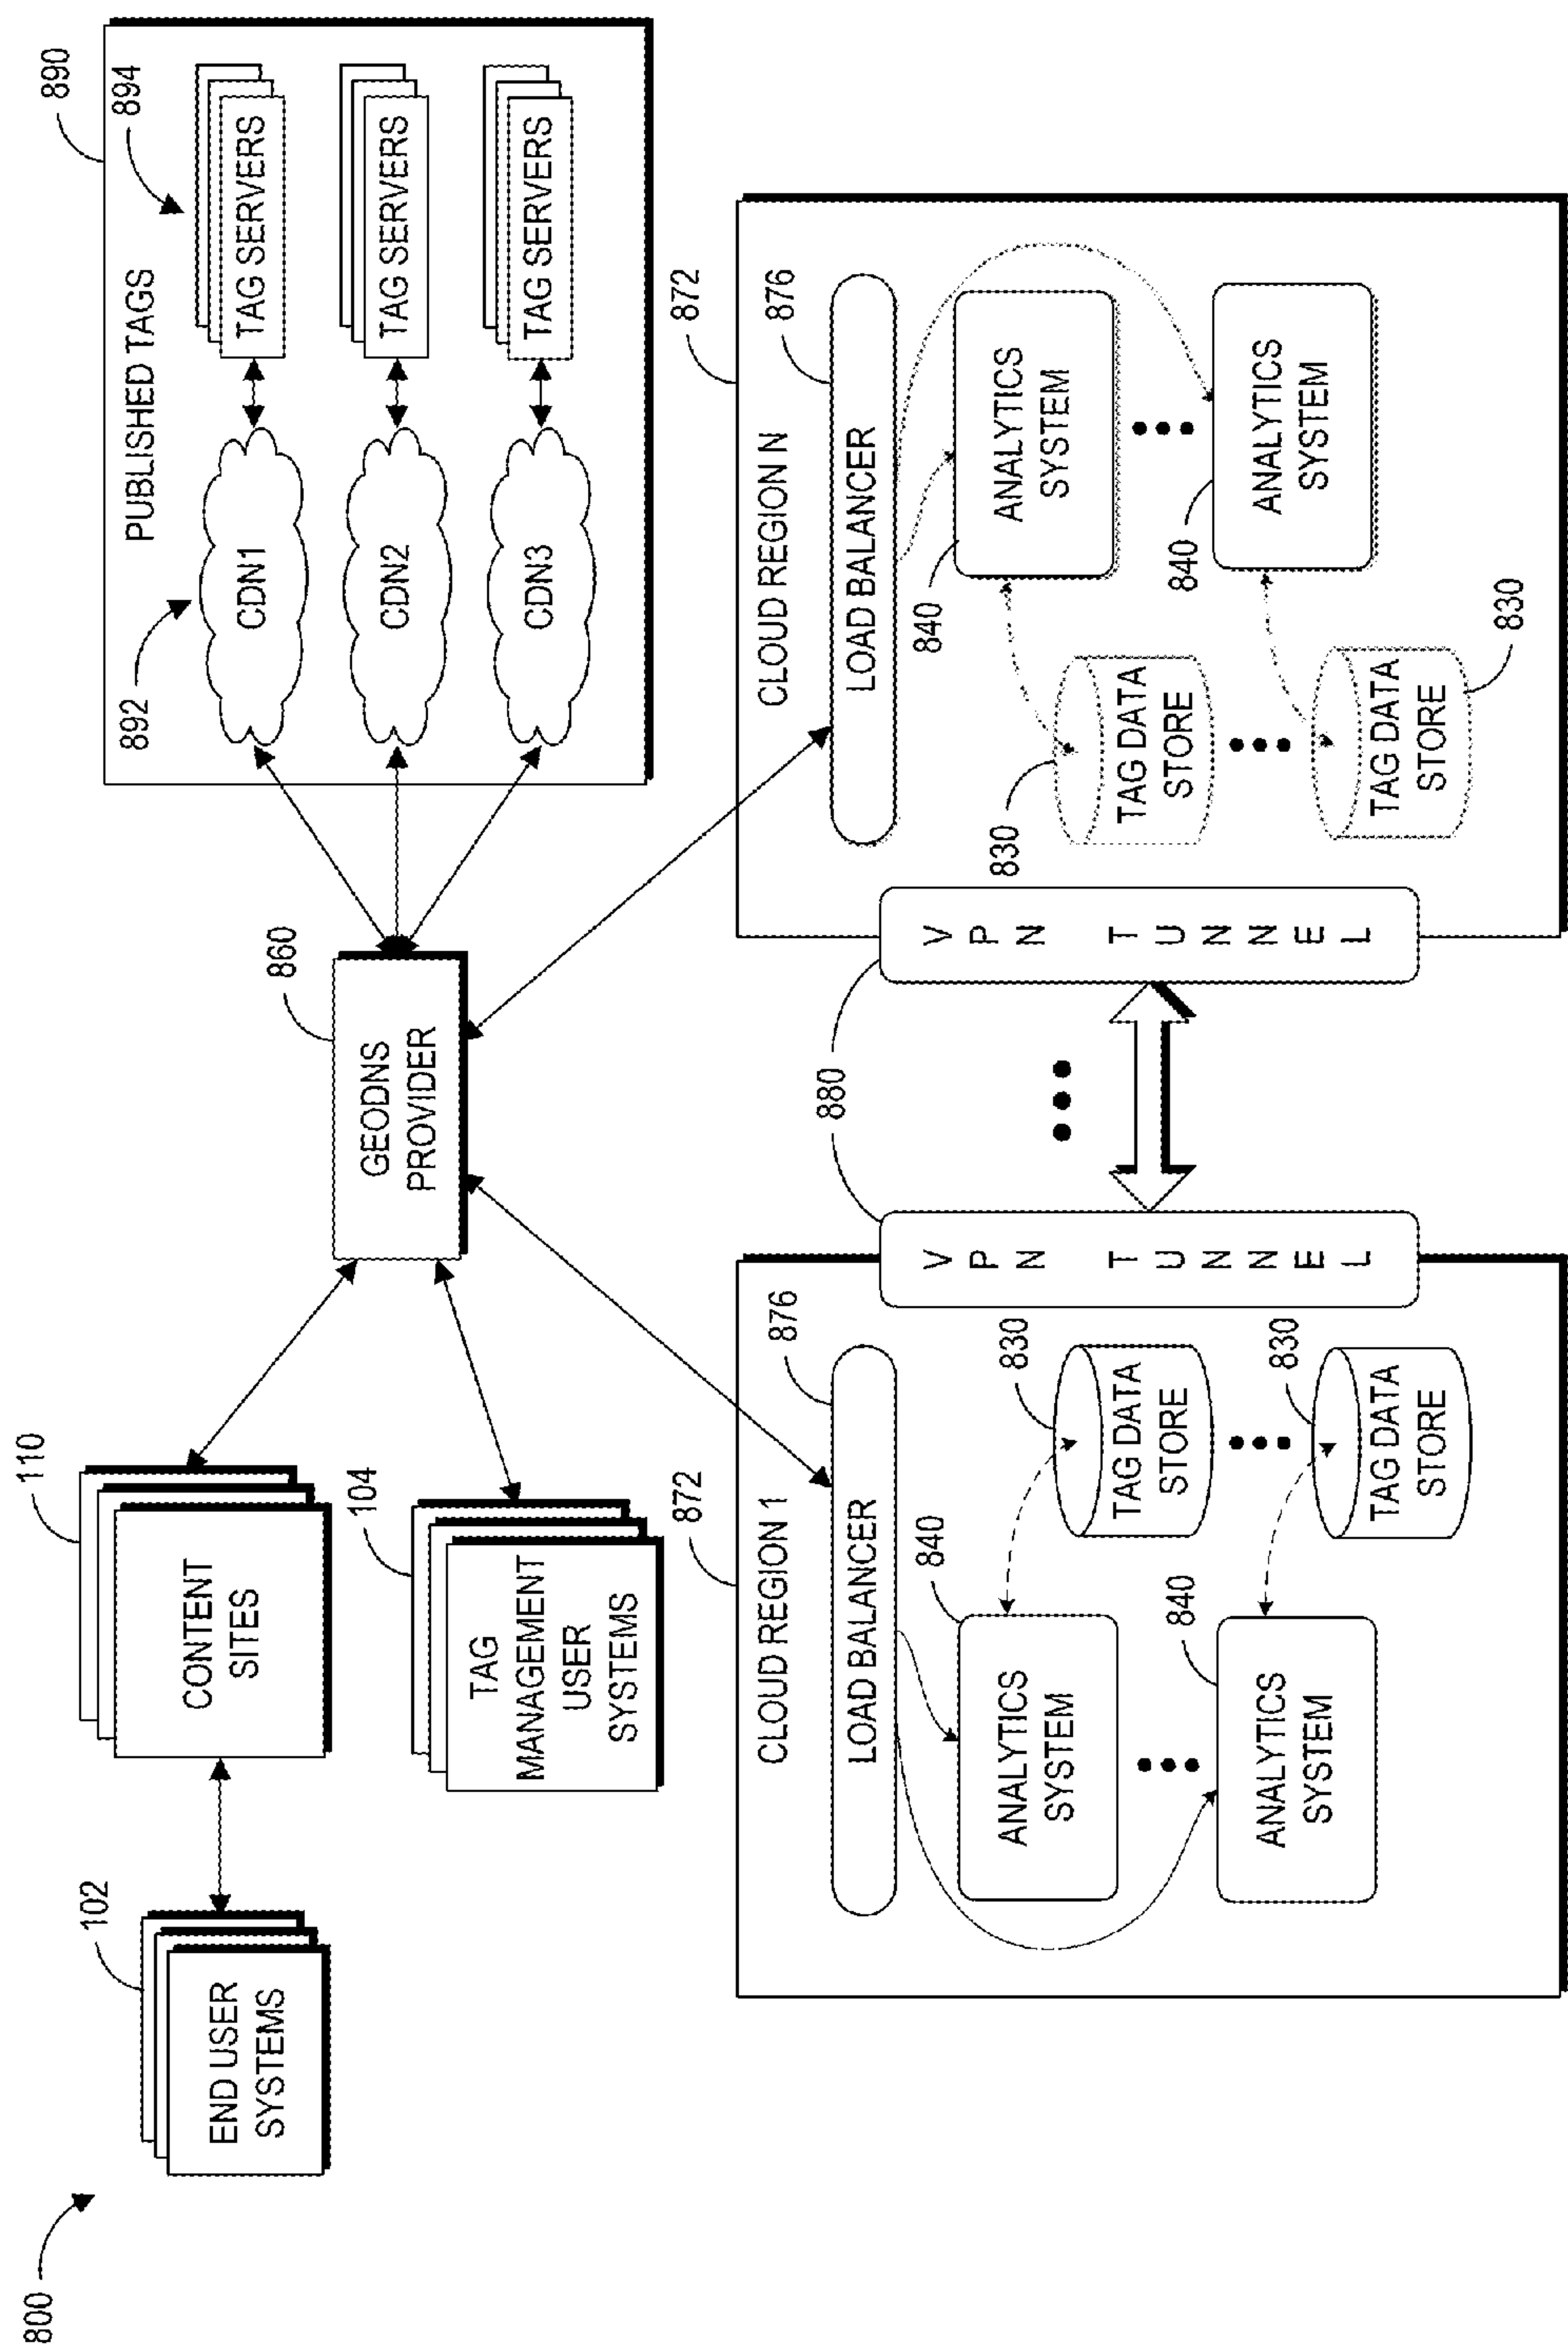 800
102
END USER
SYSTEMS
110
CONTENT
SITES
104
TAG
MANAGEMENT
USER
SYSTEMS
860
GEODNS
PROVIDER
890
PUBLISHED TAGS
892
894
CDN1
TAG SERVERS
CDN2
TAG SERVERS
CDN3
TAG SERVERS
872
CLOUD REGION 1
876
LOAD BALANCER
840
ANALYTICS
SYSTEM
830
TAG DATA
STORE
840
ANALYTICS
SYSTEM
830
TAG DATA
STORE
VPN TUNNEL
880
VPN TUNNEL
872
CLOUD REGION N
876
LOAD BALANCER
840
ANALYTICS
SYSTEM
830
TAG DATA
STORE
840
ANALYTICS
SYSTEM
830
TAG DATA
STORE